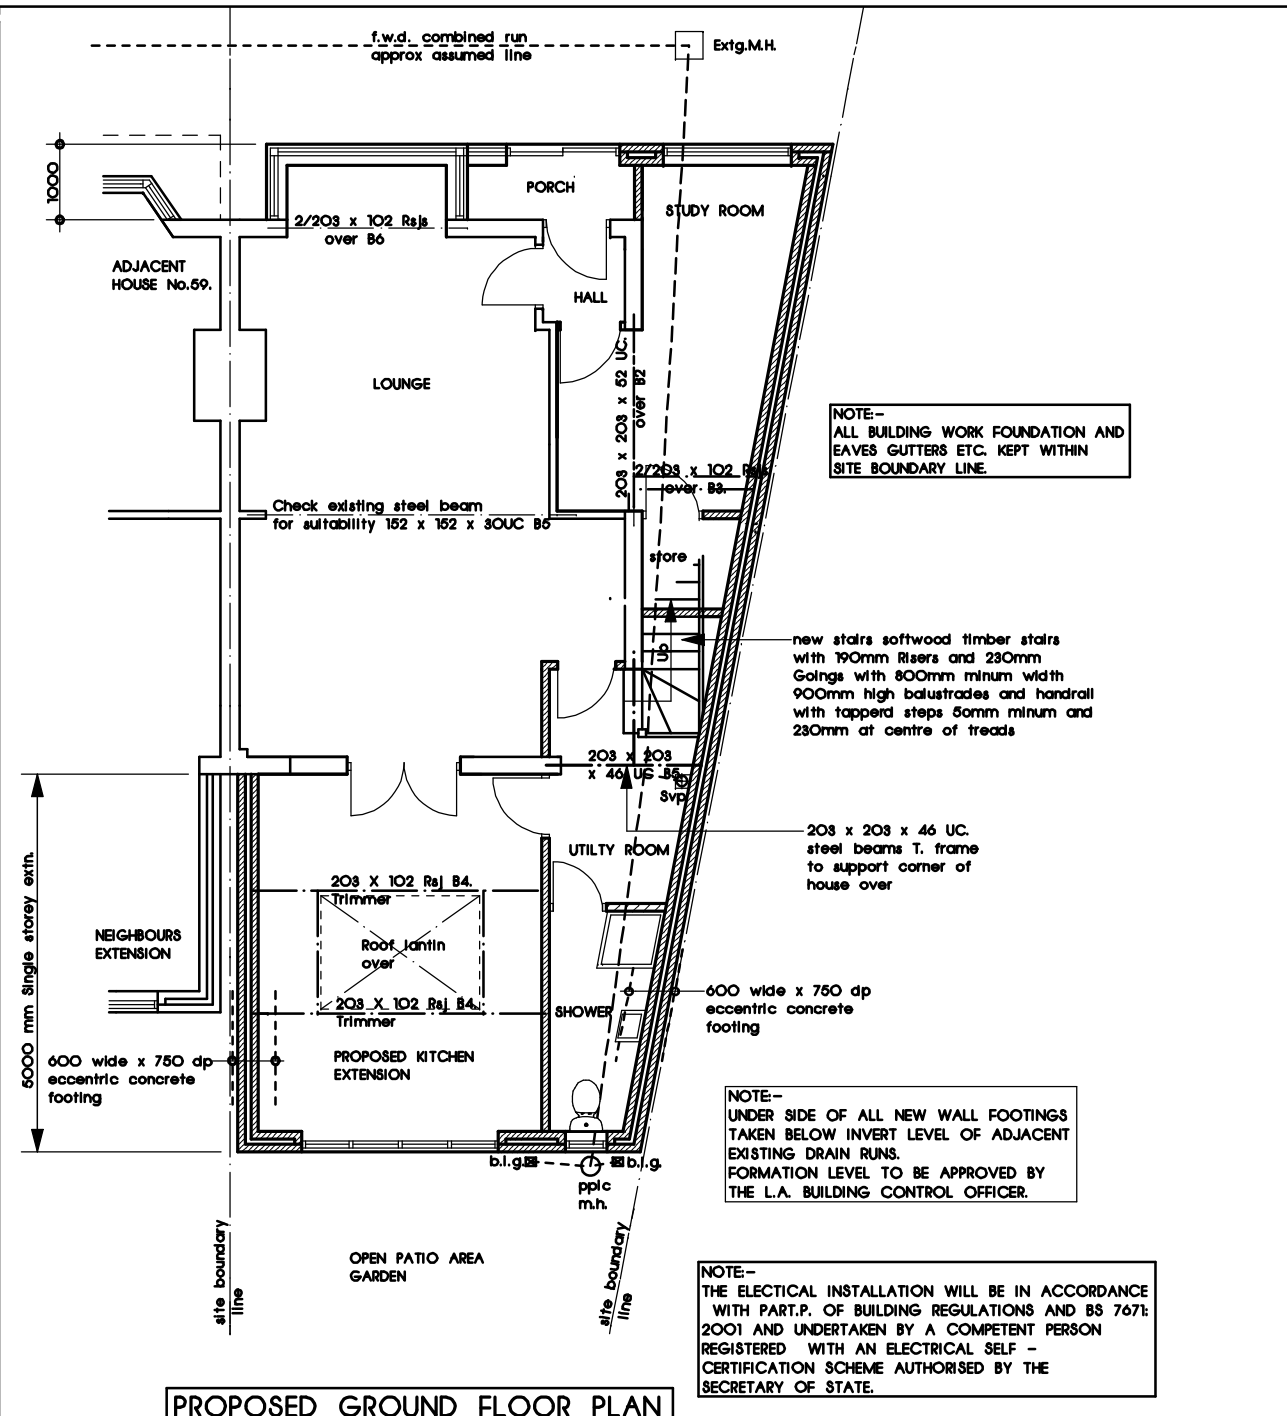 f.w.d. combined run
approx assumed line
Extg.M.H.
1000
PORCH
STUDY ROOM
2/203 x 102 Rsjs
over B6
ADJACENT
HOUSE No.59.
HALL
LOUNGE
203 x 203 x 52 UC.
over B2
NOTE:-
ALL BUILDING WORK FOUNDATION AND
EAVES GUTTERS ETC. KEPT WITHIN
SITE BOUNDARY LINE.
2/203 x 102 Rsjs
over B3.
Check existing steel beam
for suitability 152 x 152 x 30UC B5
store
Up
new stairs softwood timber stairs
with 190mm Risers and 230mm
Goings with 800mm minum width
900mm high balustrades and handrail
with tapperd steps 50mm minum and
230mm at centre of treads
203 x 203
x 46 UC B5.
Svp
203 x 203 x 46 UC.
steel beams T. frame
to support corner of
house over
UTILTY ROOM
5000 mm Single storey extn.
203 X 102 Rsj B4.
Trimmer
NEIGHBOURS
EXTENSION
Roof lantin
over
203 X 102 Rsj B4.
Trimmer
SHOWER
600 wide x 750 dp
eccentric concrete
footing
600 wide x 750 dp
eccentric concrete
footing
PROPOSED KITCHEN
EXTENSION
NOTE:-
UNDER SIDE OF ALL NEW WALL FOOTINGS
TAKEN BELOW INVERT LEVEL OF ADJACENT
EXISTING DRAIN RUNS.
FORMATION LEVEL TO BE APPROVED BY
THE L.A. BUILDING CONTROL OFFICER.
b.i.g.
b.i.g.
ppic
m.h.
site boundary
line
OPEN PATIO AREA
GARDEN
site boundary
line
NOTE:-
THE ELECTICAL INSTALLATION WILL BE IN ACCORDANCE
WITH PART.P. OF BUILDING REGULATIONS AND BS 7671:
2001 AND UNDERTAKEN BY A COMPETENT PERSON
REGISTERED WITH AN ELECTRICAL SELF -
CERTIFICATION SCHEME AUTHORISED BY THE
SECRETARY OF STATE.
PROPOSED GROUND FLOOR PLAN